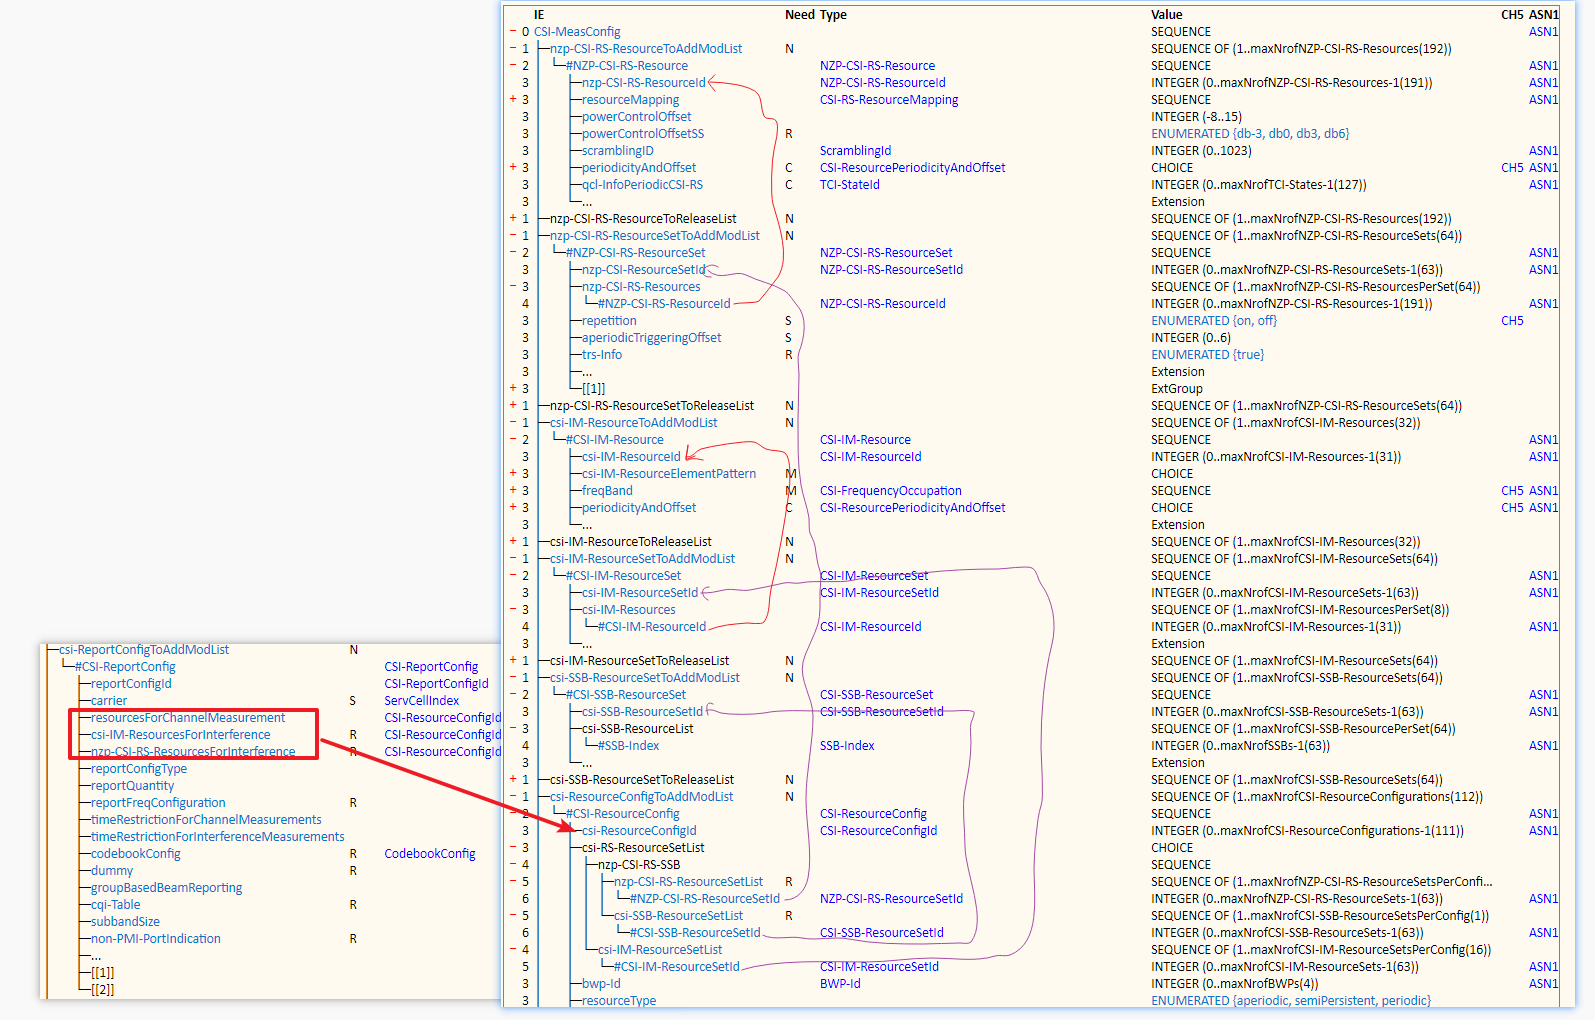 IE Need Type Value CH5 ASN1
− 0 CSI-MeasConfig SEQUENCE ASN1
− 1 nzp-CSI-RS-ResourceToAddModList N SEQUENCE OF (1..maxNrofNZP-CSI-RS-Resources(192))
− 2 #NZP-CSI-RS-Resource NZP-CSI-RS-Resource SEQUENCE ASN1
3 nzp-CSI-RS-ResourceId NZP-CSI-RS-ResourceId INTEGER (0..maxNrofNZP-CSI-RS-Resources-1(191)) ASN1
+ 3 resourceMapping CSI-RS-ResourceMapping SEQUENCE ASN1
3 powerControlOffset INTEGER (-8..15)
3 powerControlOffsetSS R ENUMERATED {db-3, db0, db3, db6}
3 scramblingID ScramblingId INTEGER (0..1023) ASN1
+ 3 periodicityAndOffset C CSI-ResourcePeriodicityAndOffset CHOICE CH5 ASN1
3 qcl-InfoPeriodicCSI-RS C TCI-StateId INTEGER (0..maxNrofTCI-States-1(127)) ASN1
3 ... Extension
+ 1 nzp-CSI-RS-ResourceToReleaseList N SEQUENCE OF (1..maxNrofNZP-CSI-RS-Resources(192))
− 1 nzp-CSI-RS-ResourceSetToAddModList N SEQUENCE OF (1..maxNrofNZP-CSI-RS-ResourceSets(64))
− 2 #NZP-CSI-RS-ResourceSet NZP-CSI-RS-ResourceSet SEQUENCE ASN1
3 nzp-CSI-ResourceSetId NZP-CSI-RS-ResourceSetId INTEGER (0..maxNrofNZP-CSI-RS-ResourceSets-1(63)) ASN1
− 3 nzp-CSI-RS-Resources SEQUENCE OF (1..maxNrofNZP-CSI-RS-ResourcesPerSet(64))
4 #NZP-CSI-RS-ResourceId NZP-CSI-RS-ResourceId INTEGER (0..maxNrofNZP-CSI-RS-Resources-1(191)) ASN1
3 repetition S ENUMERATED {on, off} CH5
3 aperiodicTriggeringOffset S INTEGER (0..6)
3 trs-Info R ENUMERATED {true}
3 ... Extension
+ 3 [[1]] ExtGroup
+ 1 nzp-CSI-RS-ResourceSetToReleaseList N SEQUENCE OF (1..maxNrofNZP-CSI-RS-ResourceSets(64))
− 1 csi-IM-ResourceToAddModList N SEQUENCE OF (1..maxNrofCSI-IM-Resources(32))
− 2 #CSI-IM-Resource CSI-IM-Resource SEQUENCE ASN1
3 csi-IM-ResourceId CSI-IM-ResourceId INTEGER (0..maxNrofCSI-IM-Resources-1(31)) ASN1
+ 3 csi-IM-ResourceElementPattern M CHOICE
+ 3 freqBand M CSI-FrequencyOccupation SEQUENCE CH5 ASN1
+ 3 periodicityAndOffset C CSI-ResourcePeriodicityAndOffset CHOICE CH5 ASN1
3 ... Extension
+ 1 csi-IM-ResourceToReleaseList N SEQUENCE OF (1..maxNrofCSI-IM-Resources(32))
− 1 csi-IM-ResourceSetToAddModList N SEQUENCE OF (1..maxNrofCSI-IM-ResourceSets(64))
− 2 #CSI-IM-ResourceSet CSI-IM-ResourceSet SEQUENCE ASN1
3 csi-IM-ResourceSetId CSI-IM-ResourceSetId INTEGER (0..maxNrofCSI-IM-ResourceSets-1(63)) ASN1
− 3 csi-IM-Resources SEQUENCE OF (1..maxNrofCSI-IM-ResourcesPerSet(8))
4 #CSI-IM-ResourceId CSI-IM-ResourceId INTEGER (0..maxNrofCSI-IM-Resources-1(31)) ASN1
3 ... Extension
+ 1 csi-IM-ResourceSetToReleaseList N SEQUENCE OF (1..maxNrofCSI-IM-ResourceSets(64))
− 1 csi-SSB-ResourceSetToAddModList N SEQUENCE OF (1..maxNrofCSI-SSB-ResourceSets(64))
− 2 #CSI-SSB-ResourceSet CSI-SSB-ResourceSet SEQUENCE ASN1
3 csi-SSB-ResourceSetId CSI-SSB-ResourceSetId INTEGER (0..maxNrofCSI-SSB-ResourceSets-1(63)) ASN1
− 3 csi-SSB-ResourceList SEQUENCE OF (1..maxNrofCSI-SSB-ResourcePerSet(64))
4 #SSB-Index SSB-Index INTEGER (0..maxNrofSSBs-1(63)) ASN1
3 ... Extension
+ 1 csi-SSB-ResourceSetToReleaseList N SEQUENCE OF (1..maxNrofCSI-SSB-ResourceSets(64))
− 1 csi-ResourceConfigToAddModList N SEQUENCE OF (1..maxNrofCSI-ResourceConfigurations(112))
− 2 #CSI-ResourceConfig CSI-ResourceConfig SEQUENCE ASN1
3 csi-ResourceConfigId CSI-ResourceConfigId INTEGER (0..maxNrofCSI-ResourceConfigurations-1(111)) ASN1
− 3 csi-RS-ResourceSetList CHOICE
− 4 nzp-CSI-RS-SSB SEQUENCE
− 5 nzp-CSI-RS-ResourceSetList R SEQUENCE OF (1..maxNrofNZP-CSI-RS-ResourceSetsPerConfi...
6 #NZP-CSI-RS-ResourceSetId NZP-CSI-RS-ResourceSetId INTEGER (0..maxNrofNZP-CSI-RS-ResourceSets-1(63)) ASN1
− 5 csi-SSB-ResourceSetList R SEQUENCE OF (1..maxNrofCSI-SSB-ResourceSetsPerConfig(1))
6 #CSI-SSB-ResourceSetId CSI-SSB-ResourceSetId INTEGER (0..maxNrofCSI-SSB-ResourceSets-1(63)) ASN1
− 4 csi-IM-ResourceSetList SEQUENCE OF (1..maxNrofCSI-IM-ResourceSetsPerConfig(16))
5 #CSI-IM-ResourceSetId CSI-IM-ResourceSetId INTEGER (0..maxNrofCSI-IM-ResourceSets-1(63)) ASN1
3 bwp-Id BWP-Id INTEGER (0..maxNrofBWPs(4)) ASN1
3 resourceType ENUMERATED {aperiodic, semiPersistent, periodic}
csi-ReportConfigToAddModList N
#CSI-ReportConfig CSI-ReportConfig
reportConfigId CSI-ReportConfigId
carrier S ServCellIndex
resourcesForChannelMeasurement CSI-ResourceConfigId
csi-IM-ResourcesForInterference R CSI-ResourceConfigId
nzp-CSI-RS-ResourcesForInterference R CSI-ResourceConfigId
reportConfigType
reportQuantity
reportFreqConfiguration R
timeRestrictionForChannelMeasurements
timeRestrictionForInterferenceMeasurements
codebookConfig R CodebookConfig
dummy R
groupBasedBeamReporting
cqi-Table R
subbandSize
non-PMI-PortIndication R
...
[[1]]
[[2]]